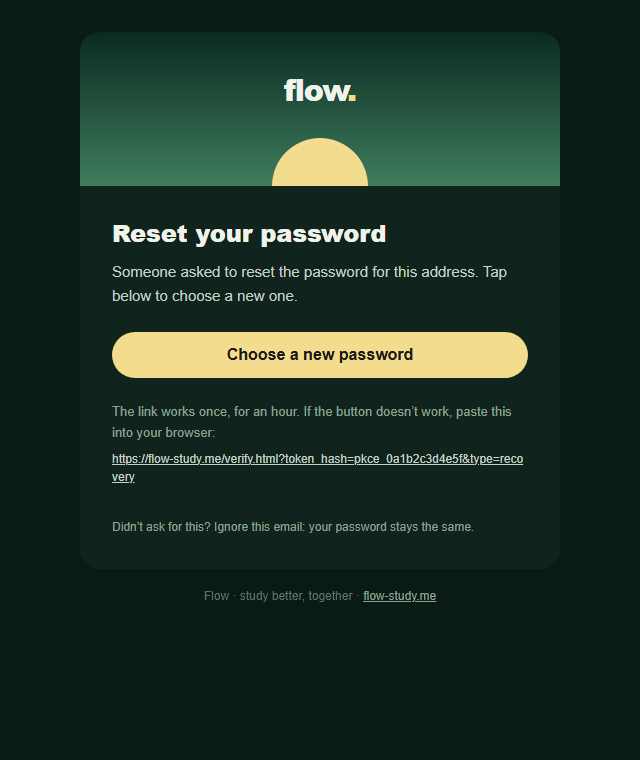 flow.
Reset your password
Someone asked to reset the password for this address. Tap
below to choose a new one.
Choose a new password
The link works once, for an hour. If the button doesn’t work, paste this
into your browser:
https://flow-study.me/verify.html?token_hash=pkce_0a1b2c3d4e5f&type=reco
very
Didn’t ask for this? Ignore this email: your password stays the same.
Flow · study better, together · flow-study.me